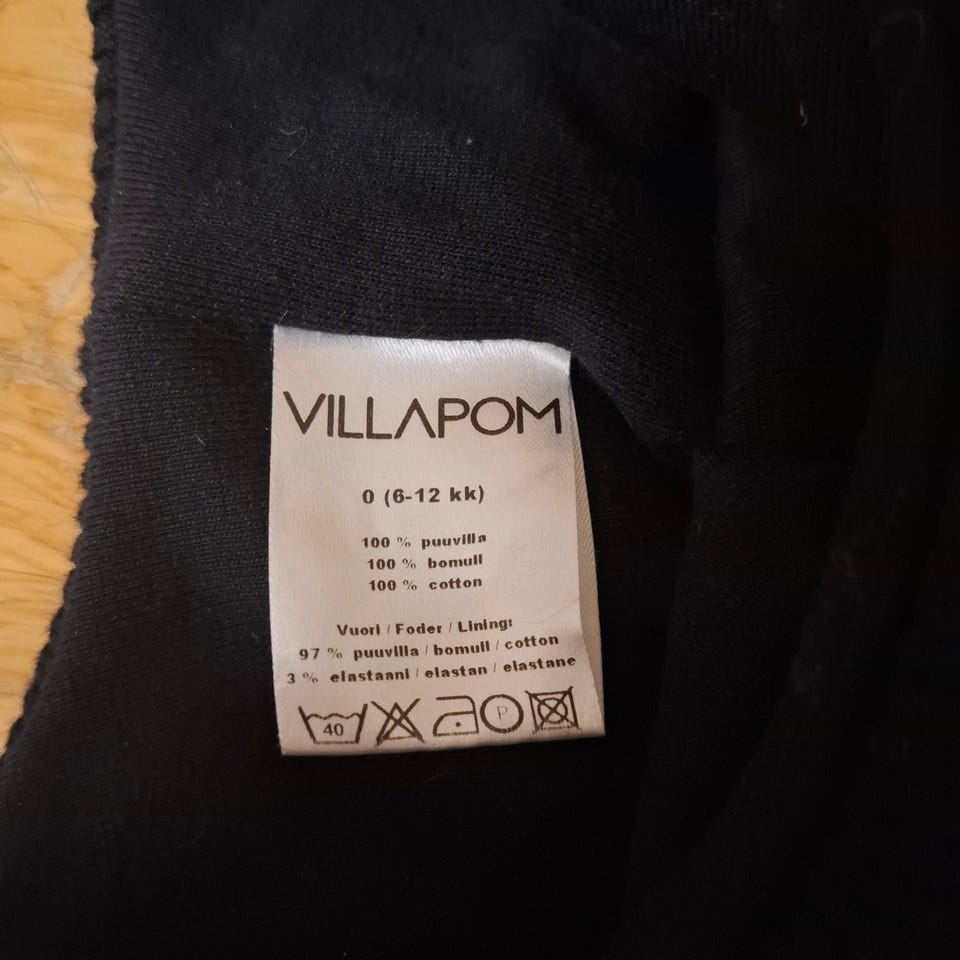 VILLAPOM
0 (6-12 kk)
100 % puuvilla
100 % bomull
100 % cotton
Vuori / Foder / Lining:
97 % puuvilla / bomull / cotton
3 % elastaani / elastan / elastane
40 P